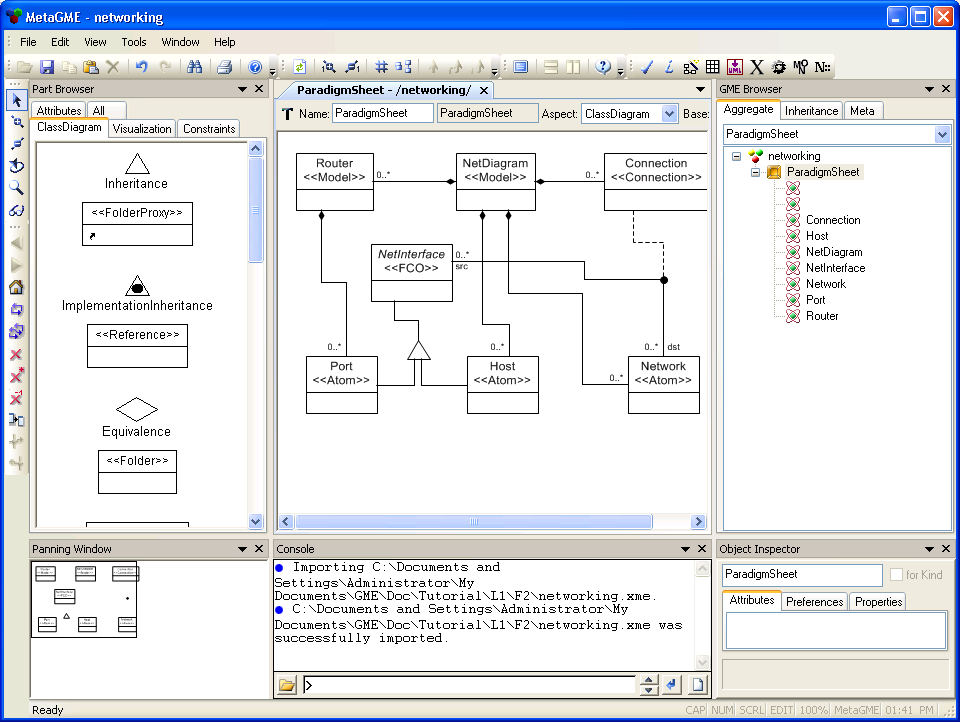 MetaGME - networking
File Edit View Tools Window Help
Part Browser
Attributes All
ClassDiagram Visualization Constraints
Inheritance
<<FolderProxy>>
ImplementationInheritance
<<Reference>>
Equivalence
<<Folder>>
ParadigmSheet - /networking/
Name: ParadigmSheet ParadigmSheet Aspect: ClassDiagram Base:
Router
<<Model>>
0..*
NetDiagram
<<Model>>
0..*
Connection
<<Connection>>
NetInterface
<<FCO>>
0..*
src
0..*
Port
<<Atom>>
0..*
Host
<<Atom>>
0..*
0..* dst
Network
<<Atom>>
GME Browser
Aggregate Inheritance Meta
ParadigmSheet
networking
ParadigmSheet
Connection
Host
NetDiagram
NetInterface
Network
Port
Router
Panning Window
Console
Importing C:\Documents and
Settings\Administrator\My
Documents\GME\Doc\Tutorial\L1\F2\networking.xme.
C:\Documents and Settings\Administrator\My
Documents\GME\Doc\Tutorial\L1\F2\networking.xme was
successfully imported.
>
Object Inspector
ParadigmSheet for Kind
Attributes Preferences Properties
Ready
CAP NUM SCRL EDIT 100% MetaGME 01:41 PM